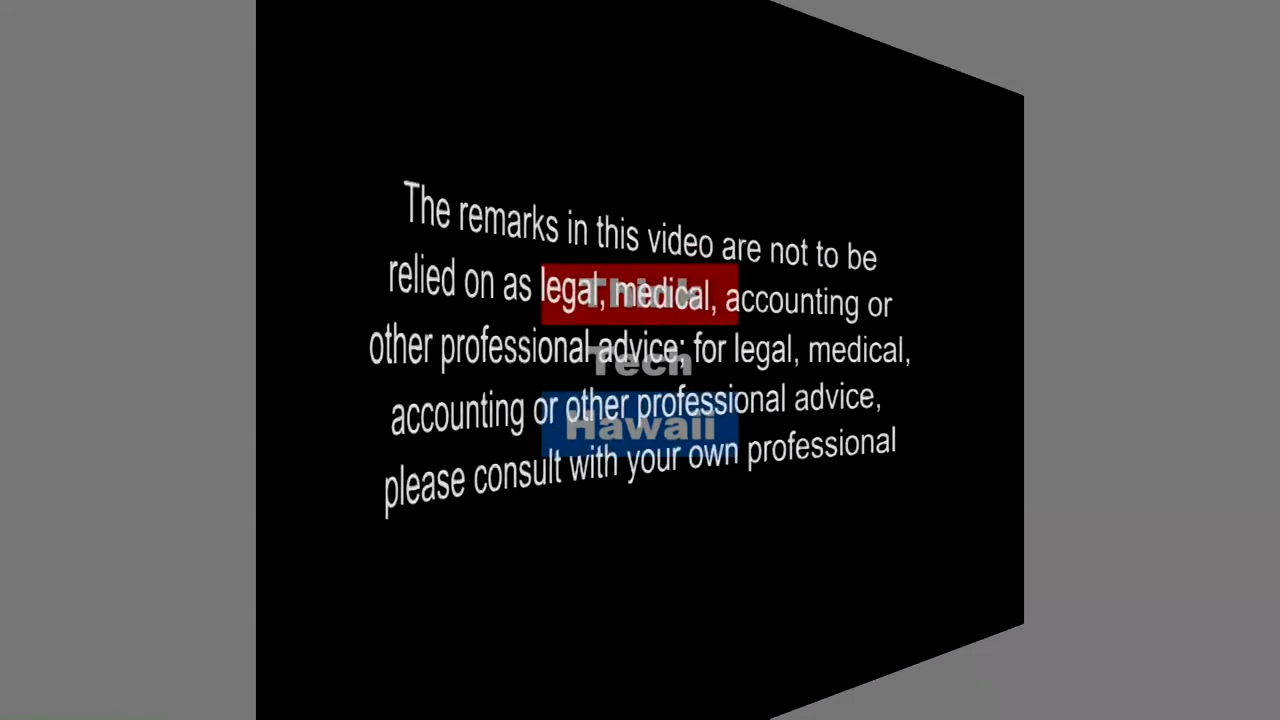 The remarks in this video are not to be
relied on as legal, medical, accounting or
other professional advice; for legal, medical,
accounting or other professional advice,
please consult with your own professional
Think
Tech
Hawaii